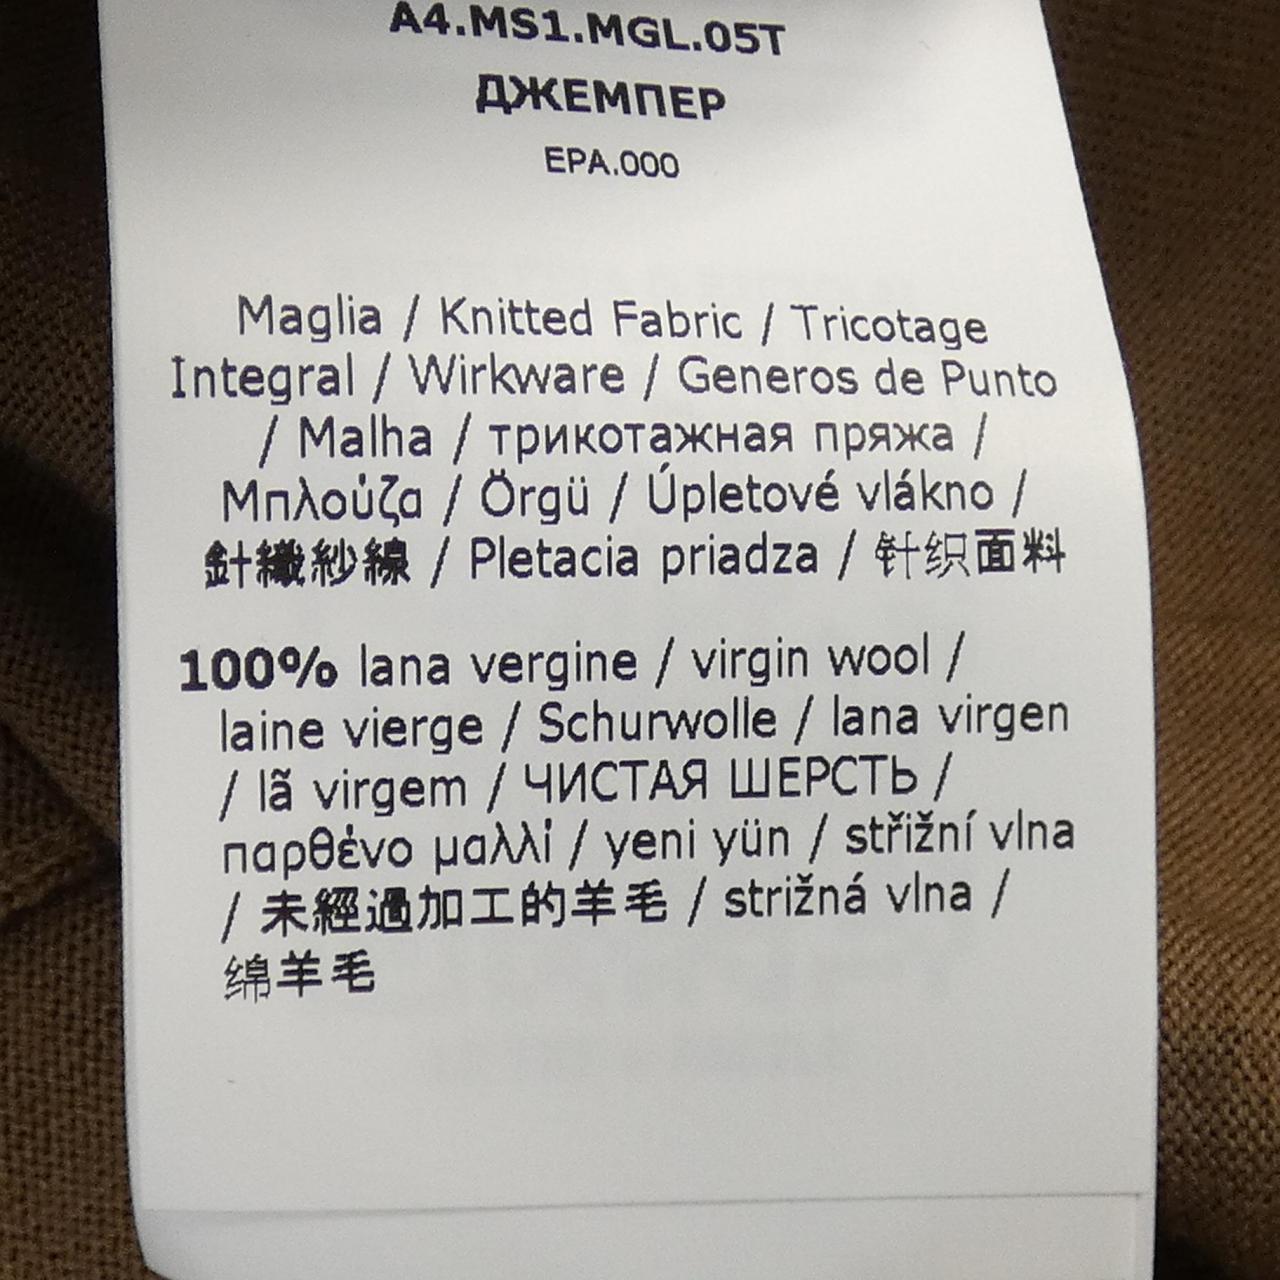 A4.MS1.MGL.05T
ДЖЕМПЕР
EPA.000
Maglia / Knitted Fabric / Tricotage
Integral / Wirkware / Generos de Punto
/ Malha / трикотажная пряжа /
Μπλούζα / Örgü / Úpletové vlákno /
針織紗線 / Pletacia priadza / 针织面料
100% lana vergine / virgin wool /
laine vierge / Schurwolle / lana virgen
/ lã virgem / ЧИСТАЯ ШЕРСТЬ /
παρθένο μαλλί / yeni yün / střižní vlna
/ 未經過加工的羊毛 / strižná vlna /
绵羊毛